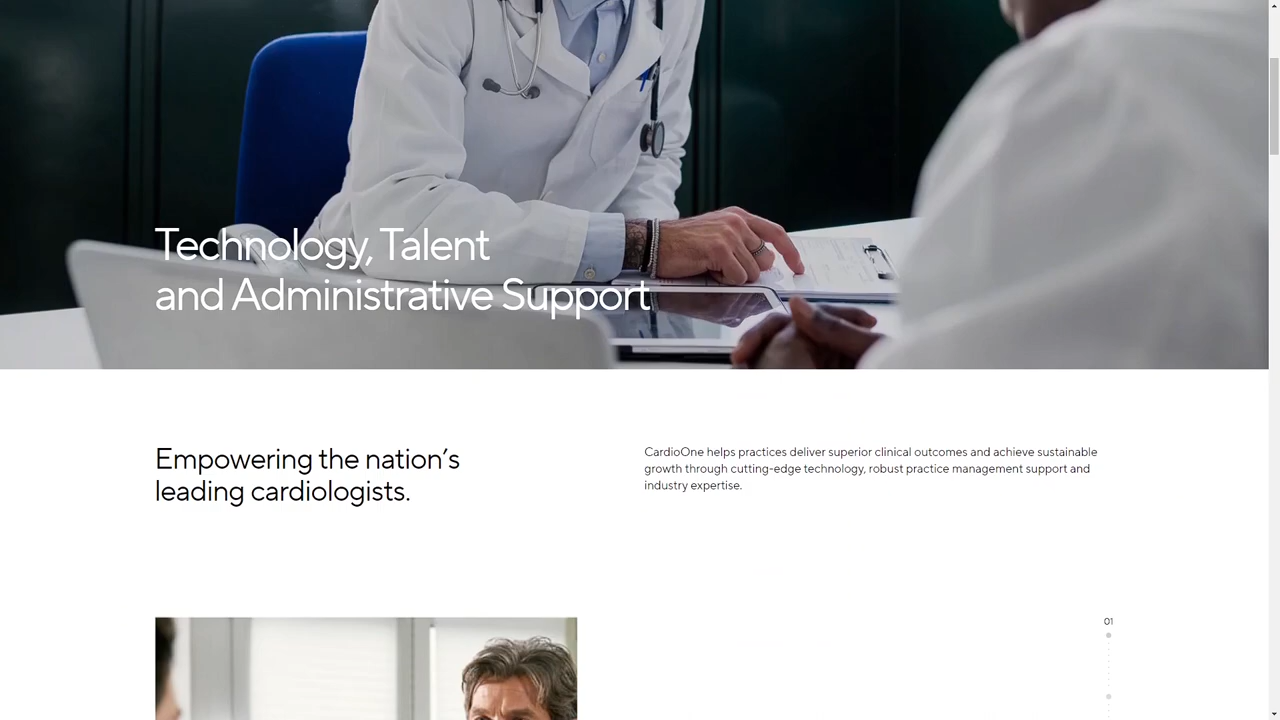 Technology, Talent
and Administrative Support
Empowering the nation’s
leading cardiologists.
CardioOne helps practices deliver superior clinical outcomes and achieve sustainable
growth through cutting-edge technology, robust practice management support and
industry expertise.
01